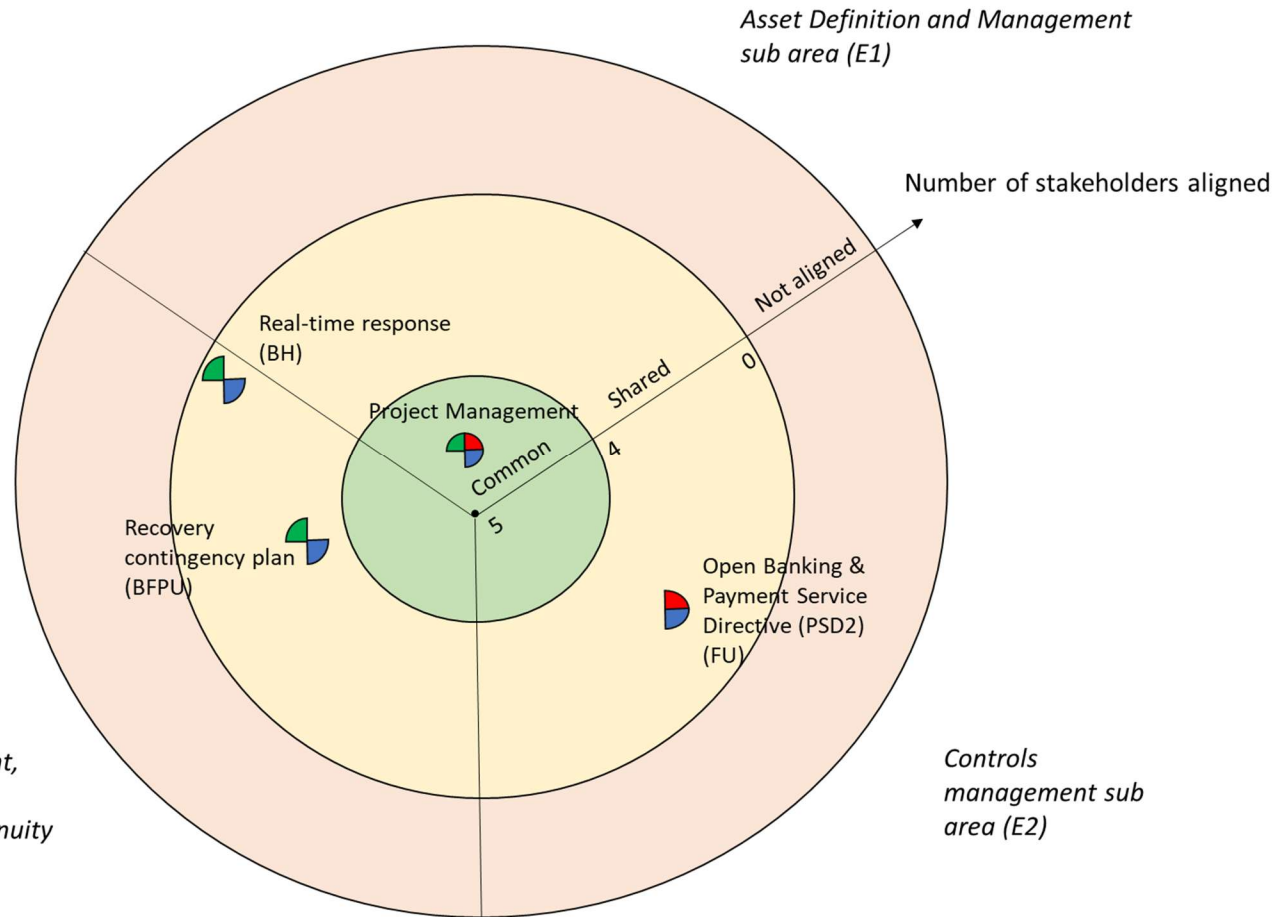 Asset Definition and Management
sub area (E1)
Number of stakeholders aligned
Not aligned
0
Shared
4
Common
5
Real-time response
(BH)
Project Management
Recovery
contingency plan
(BFPU)
Open Banking &
Payment Service
Directive (PSD2)
(FU)
Controls
management sub
area (E2)